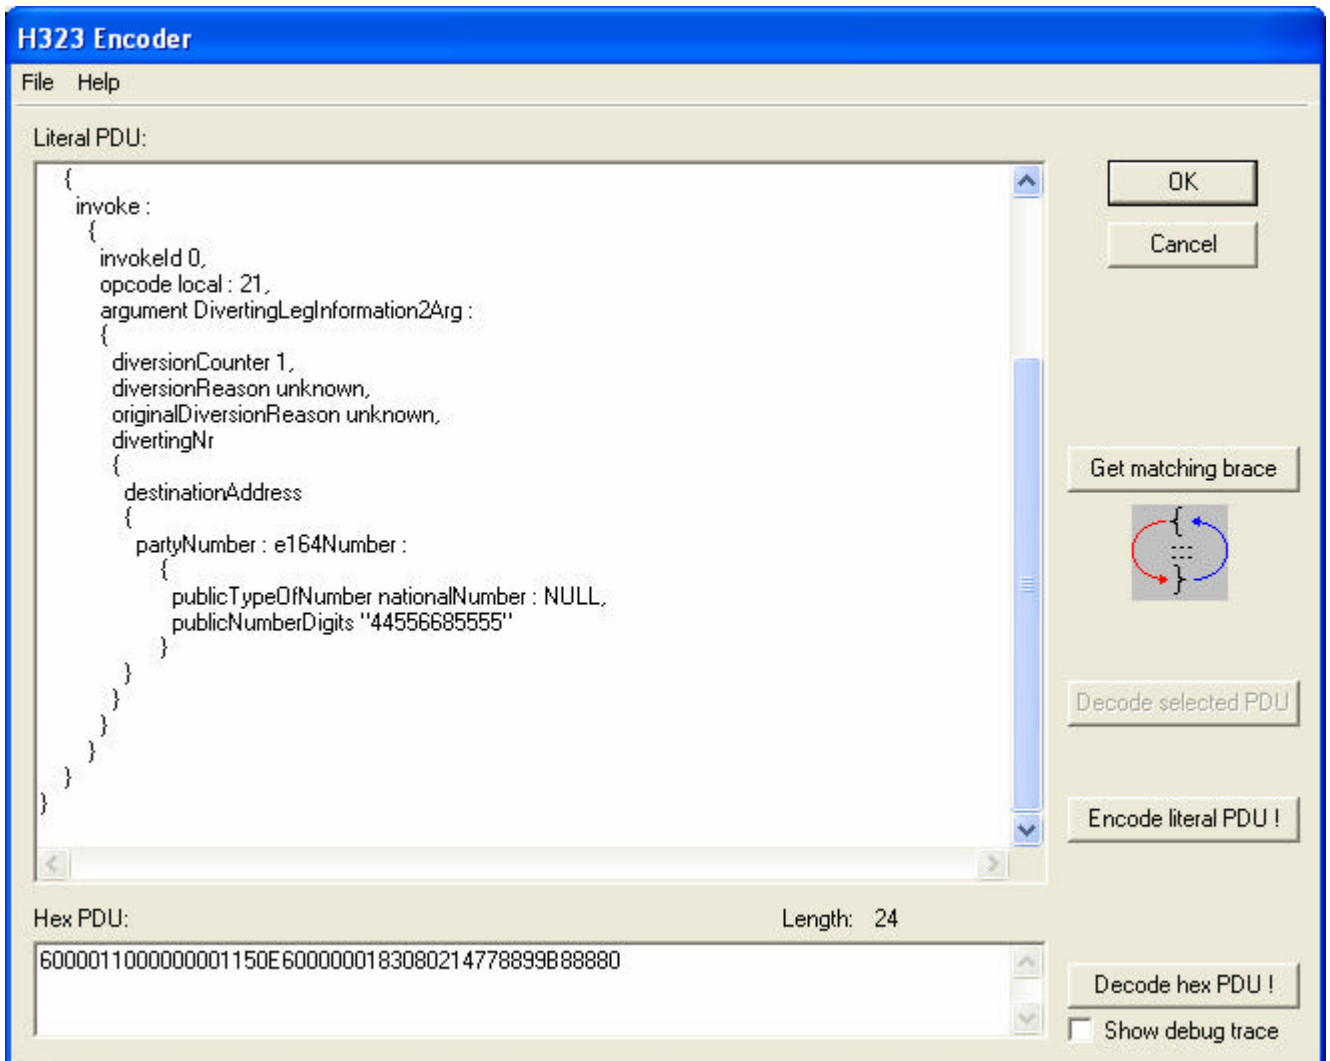 H323 Encoder
File Help
Literal PDU:
{
invoke :
{
invokeId 0,
opcode local : 21,
argument DivertingLegInformation2Arg :
{
diversionCounter 1,
diversionReason unknown,
originalDiversionReason unknown,
divertingNr
{
destinationAddress
{
partyNumber : e164Number :
{
publicTypeOfNumber nationalNumber : NULL,
publicNumberDigits "44556685555"
}
}
}
}
}
}
}
OK
Cancel
Get matching brace
{
:::
}
Decode selected PDU
Encode literal PDU !
Hex PDU:
Length: 24
6000011000000001150E60000001830802147788 99B88880
Decode hex PDU !
Show debug trace